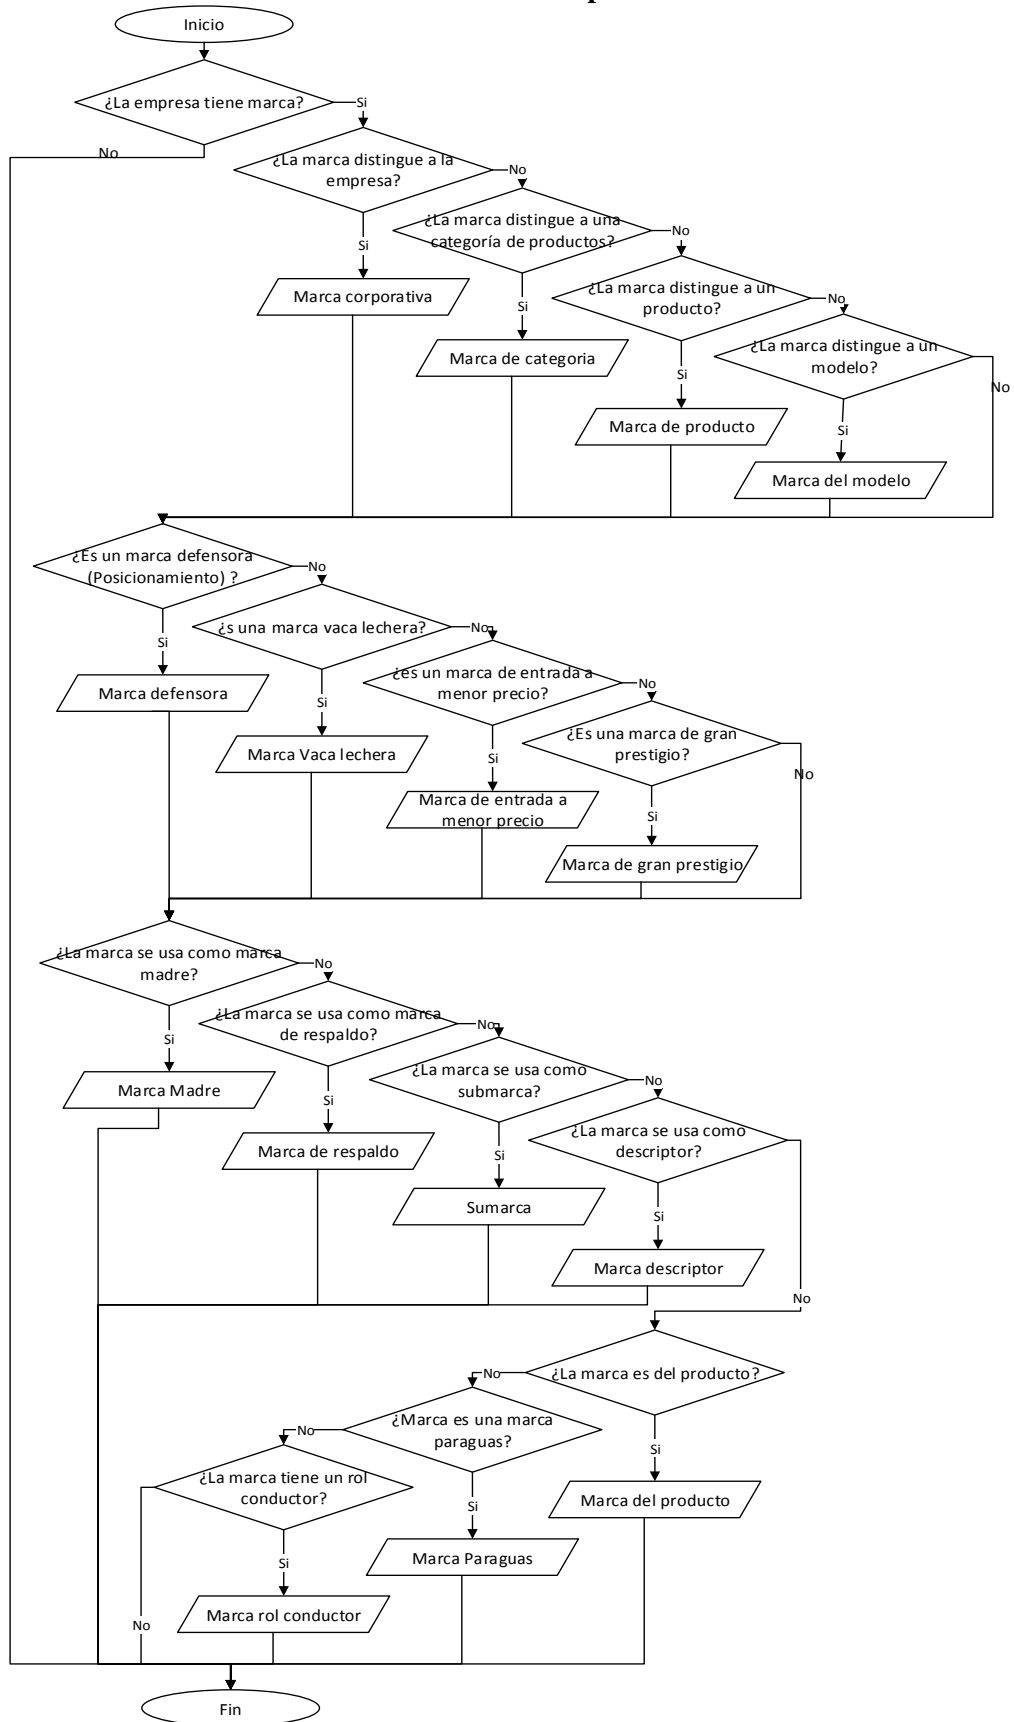 Inicio
¿La empresa tiene marca?
Si
No
¿La marca distingue a la
empresa?
No
Si
¿La marca distingue a una
categoría de productos?
No
Si
Marca corporativa
¿La marca distingue a un
producto?
No
Si
Marca de categoria
¿La marca distingue a un
modelo?
No
Si
Marca de producto
Si
Marca del modelo
¿Es un marca defensora
(Posicionamiento) ?
No
Si
¿s una marca vaca lechera?
No
Si
Marca defensora
¿es un marca de entrada a
menor precio?
No
Si
Marca Vaca lechera
¿Es una marca de gran
prestigio?
No
Si
Marca de entrada a
menor precio
Marca de gran prestigio
¿La marca se usa como marca
madre?
No
Si
¿La marca se usa como marca
de respaldo?
No
Si
Marca Madre
¿La marca se usa como
submarca?
No
Si
Marca de respaldo
¿La marca se usa como
descriptor?
No
Si
Sumarca
Marca descriptor
¿La marca es del producto?
No
Si
¿Marca es una marca
paraguas?
No
Si
Marca del producto
¿La marca tiene un rol
conductor?
No
Si
Marca Paraguas
Marca rol conductor
Fin